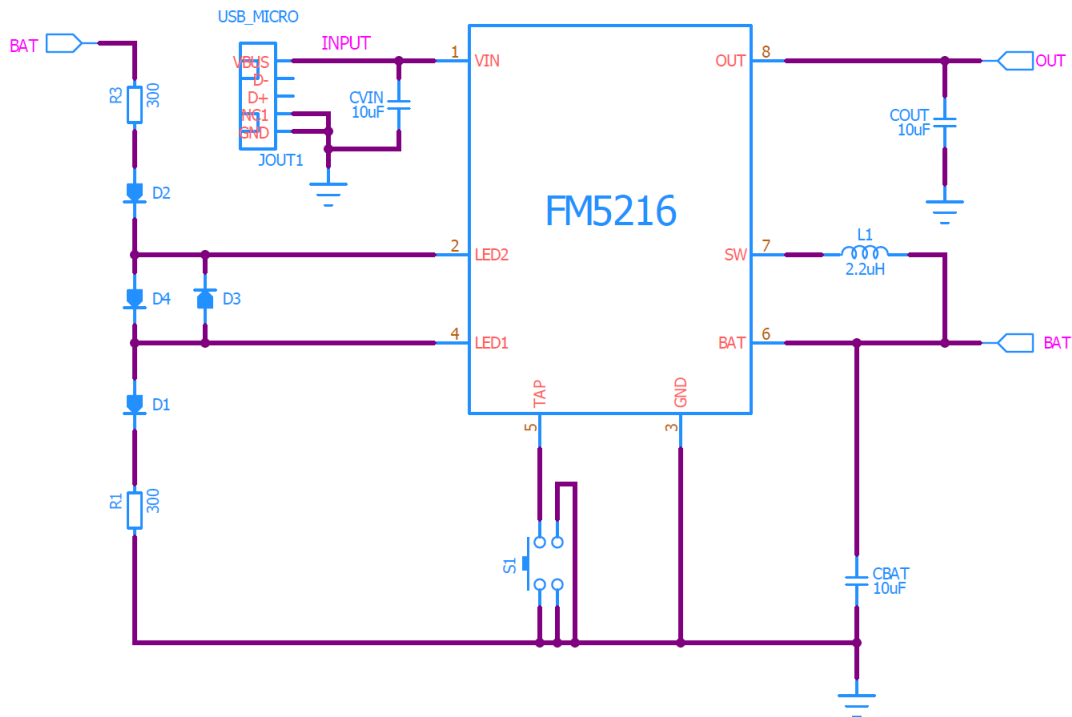 USB_MICRO
BAT
INPUT
VBUS
D-
D+
NC1
GND
JOUT1
CVIN
10uF
R3
300
D2
D4
D3
D1
R1
300
1
VIN
2
LED2
4
LED1
FM5216
OUT
8
SW
7
BAT
6
TAP
5
GND
3
OUT
COUT
10uF
L1
2.2uH
BAT
S1
CBAT
10uF